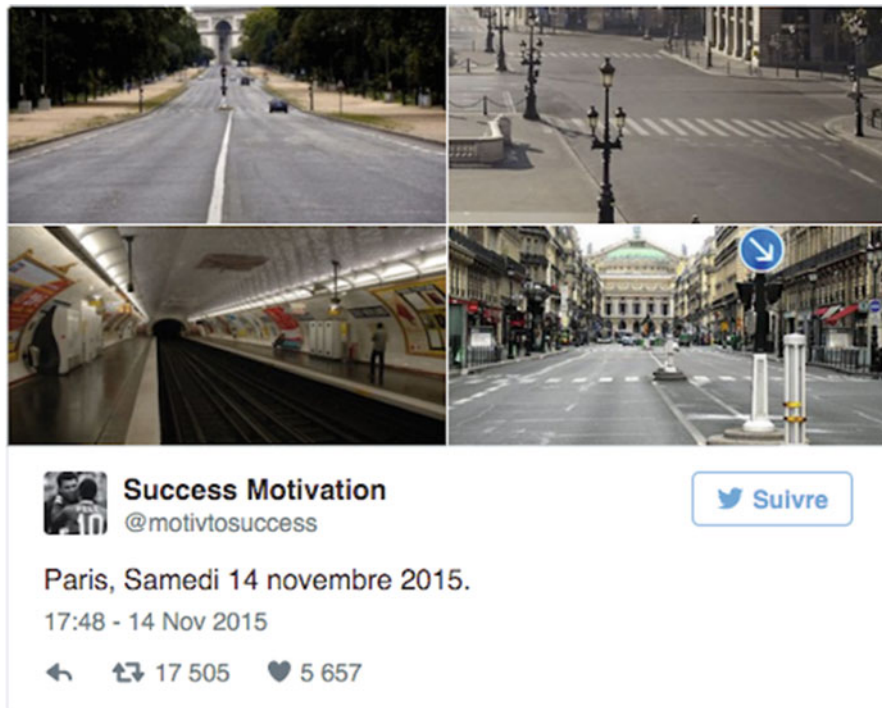 Success Motivation
@motivtosuccess
Suivre
Paris, Samedi 14 novembre 2015.
17:48 - 14 Nov 2015
17 505
5 657